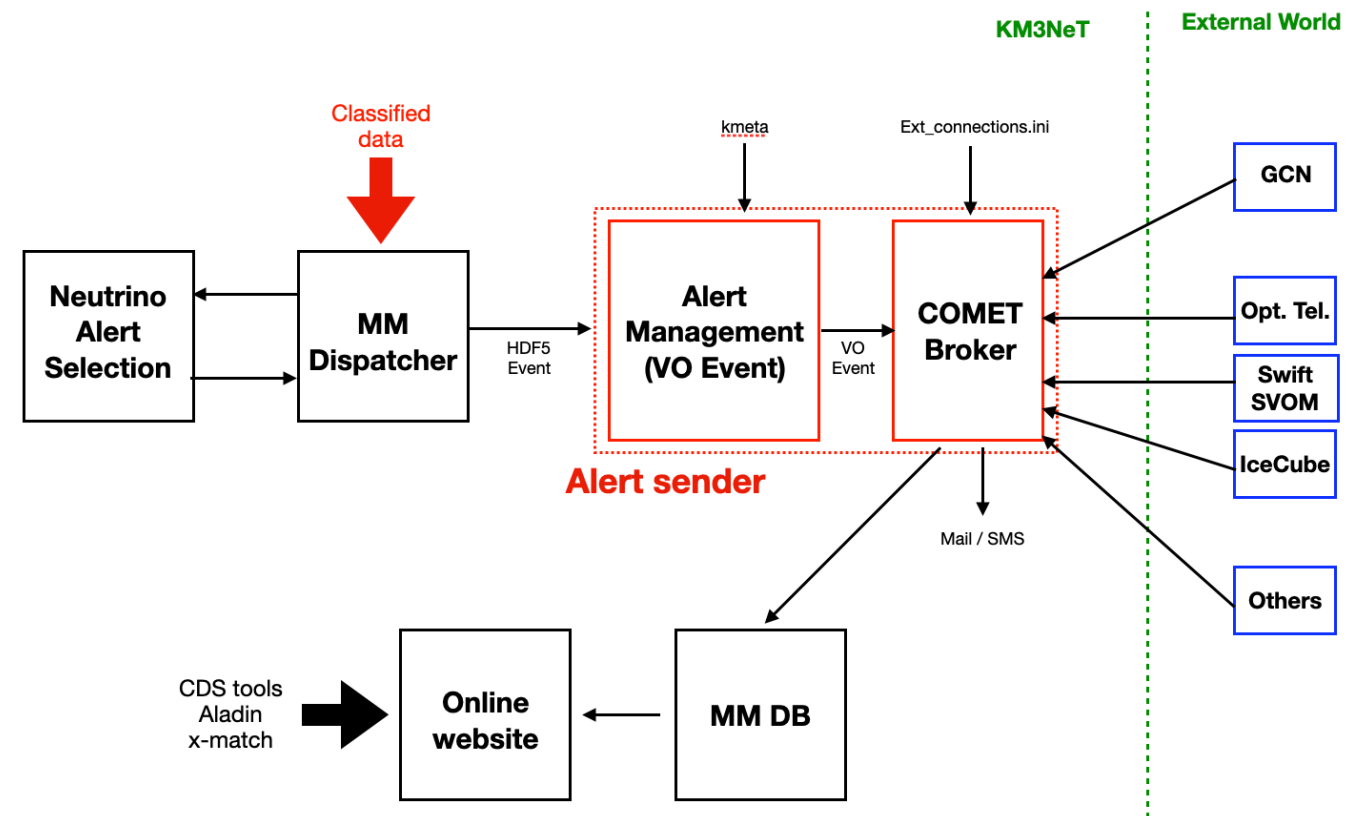 KM3NeT
External World
Classified
data
kmeta
Ext_connections.ini
GCN
Neutrino
Alert
Selection
MM
Dispatcher
HDF5
Event
Alert
Management
(VO Event)
VO
Event
COMET
Broker
Opt. Tel.
Swift
SVOM
IceCube
Alert sender
Mail / SMS
Others
CDS tools
Aladin
x-match
Online
website
MM DB